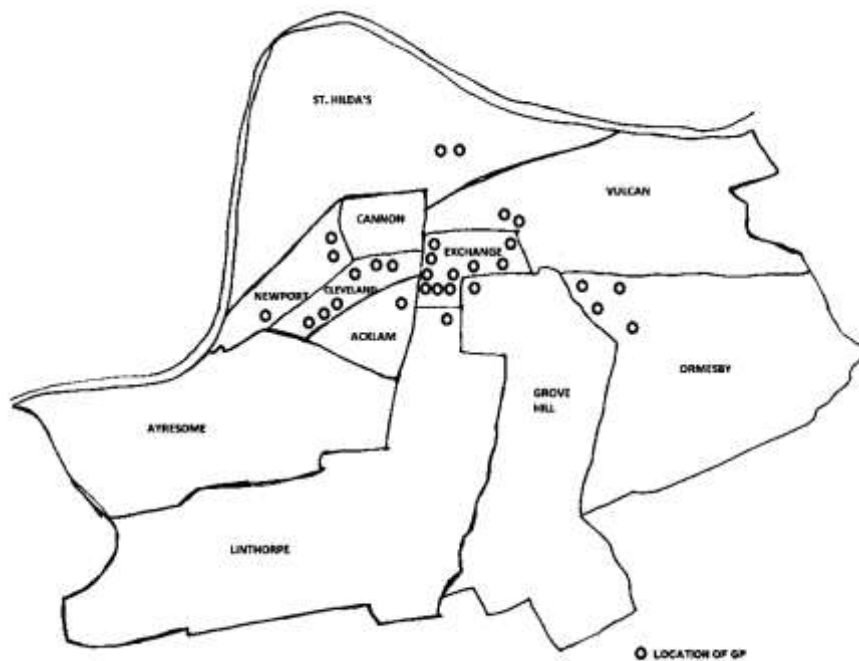 ST. HILDA'S
VULCAN
CANNON
EXCHANGE
NEWPORT
CLEVELAND
ACKLAM
ORMESBY
GROVE
HILL
AYRESOME
LINTHORPE
LOCATION OF GP